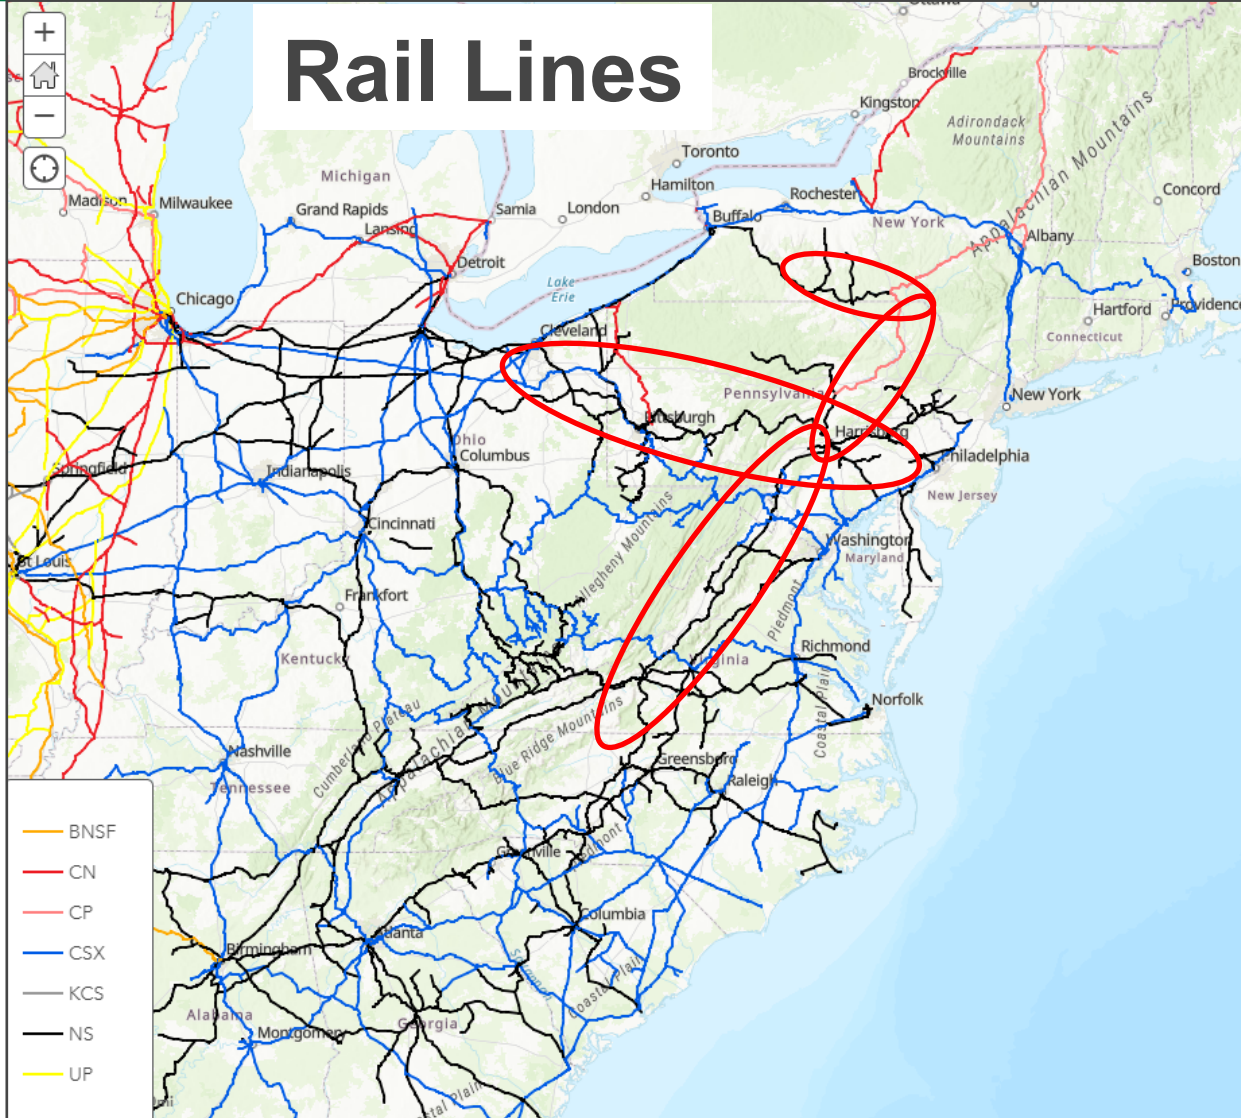 Rail Lines
+
−
Ottawa
Brockville
Kingston
Adirondack
Mountains
Appalachian Mountains
Toronto
Michigan
Hamilton
Concord
Madison
Milwaukee
Grand Rapids
Sarnia
London
Rochester
Lansing
Buffalo
New York
Albany
Detroit
Boston
Lake
Erie
Chicago
Hartford
Providence
Cleveland
Connecticut
Pennsylvania
New York
Pittsburgh
Harrisburg
Ohio
Columbus
Philadelphia
Springfield
Indianapolis
New Jersey
Allegheny Mountains
Cincinnati
Washington
Maryland
St Louis
Frankfort
Piedmont
Kentucky
Virginia
Richmond
Appalachian Mountains
Coastal Plain
Norfolk
Cumberland Plateau
Blue Ridge Mountains
Nashville
Greensboro
Tennessee
Raleigh
BNSF
CN
CP
CSX
KCS
NS
UP
Greenville
Piedmont
Columbia
Atlanta
Birmingham
Coastal Plain
Alabama
Georgia
Montgomery